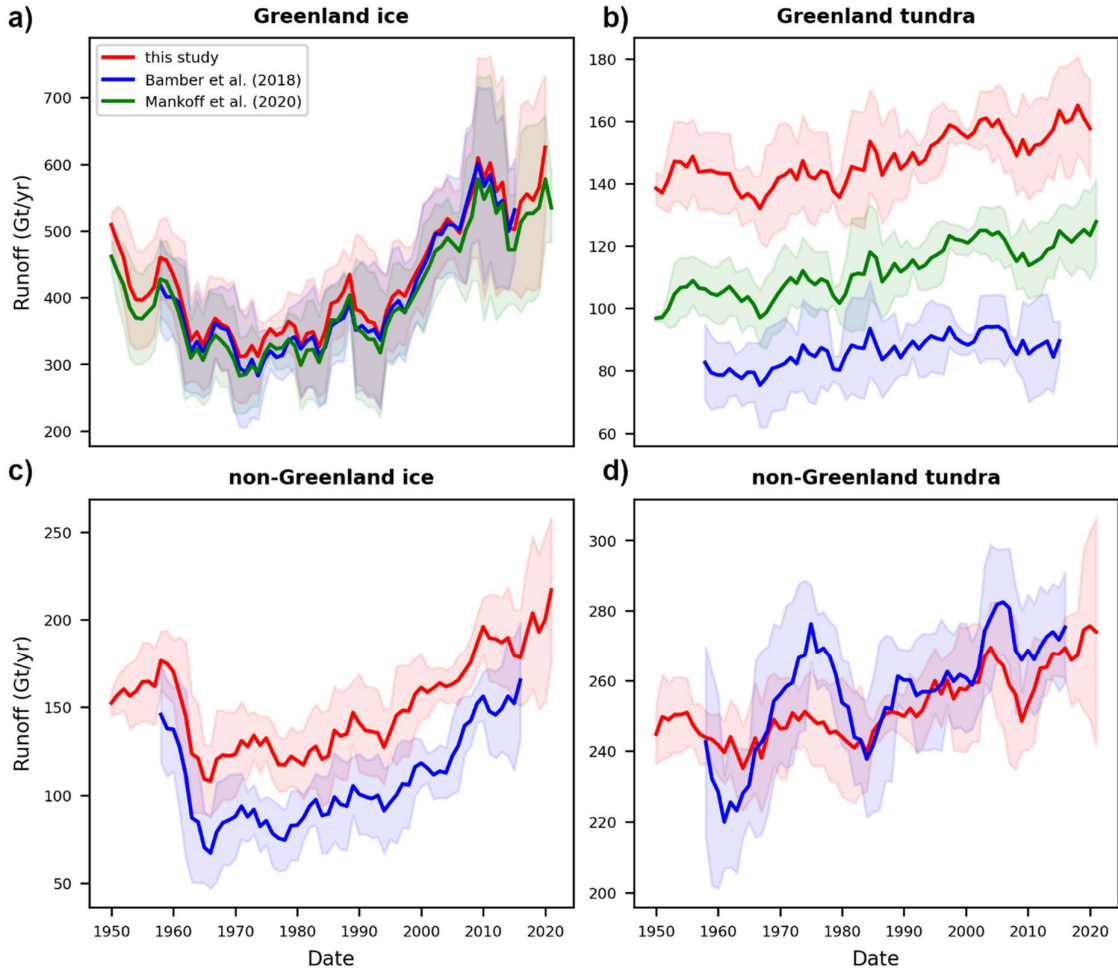 a)
Greenland ice
Runoff (Gt/yr)
700
600
500
400
300
200
this study
Bamber et al. (2018)
Mankoff et al. (2020)
b)
Greenland tundra
180
160
140
120
100
80
60
c)
non-Greenland ice
Runoff (Gt/yr)
250
200
150
100
50
1950 1960 1970 1980 1990 2000 2010 2020
Date
d)
non-Greenland tundra
300
280
260
240
220
200
1950 1960 1970 1980 1990 2000 2010 2020
Date